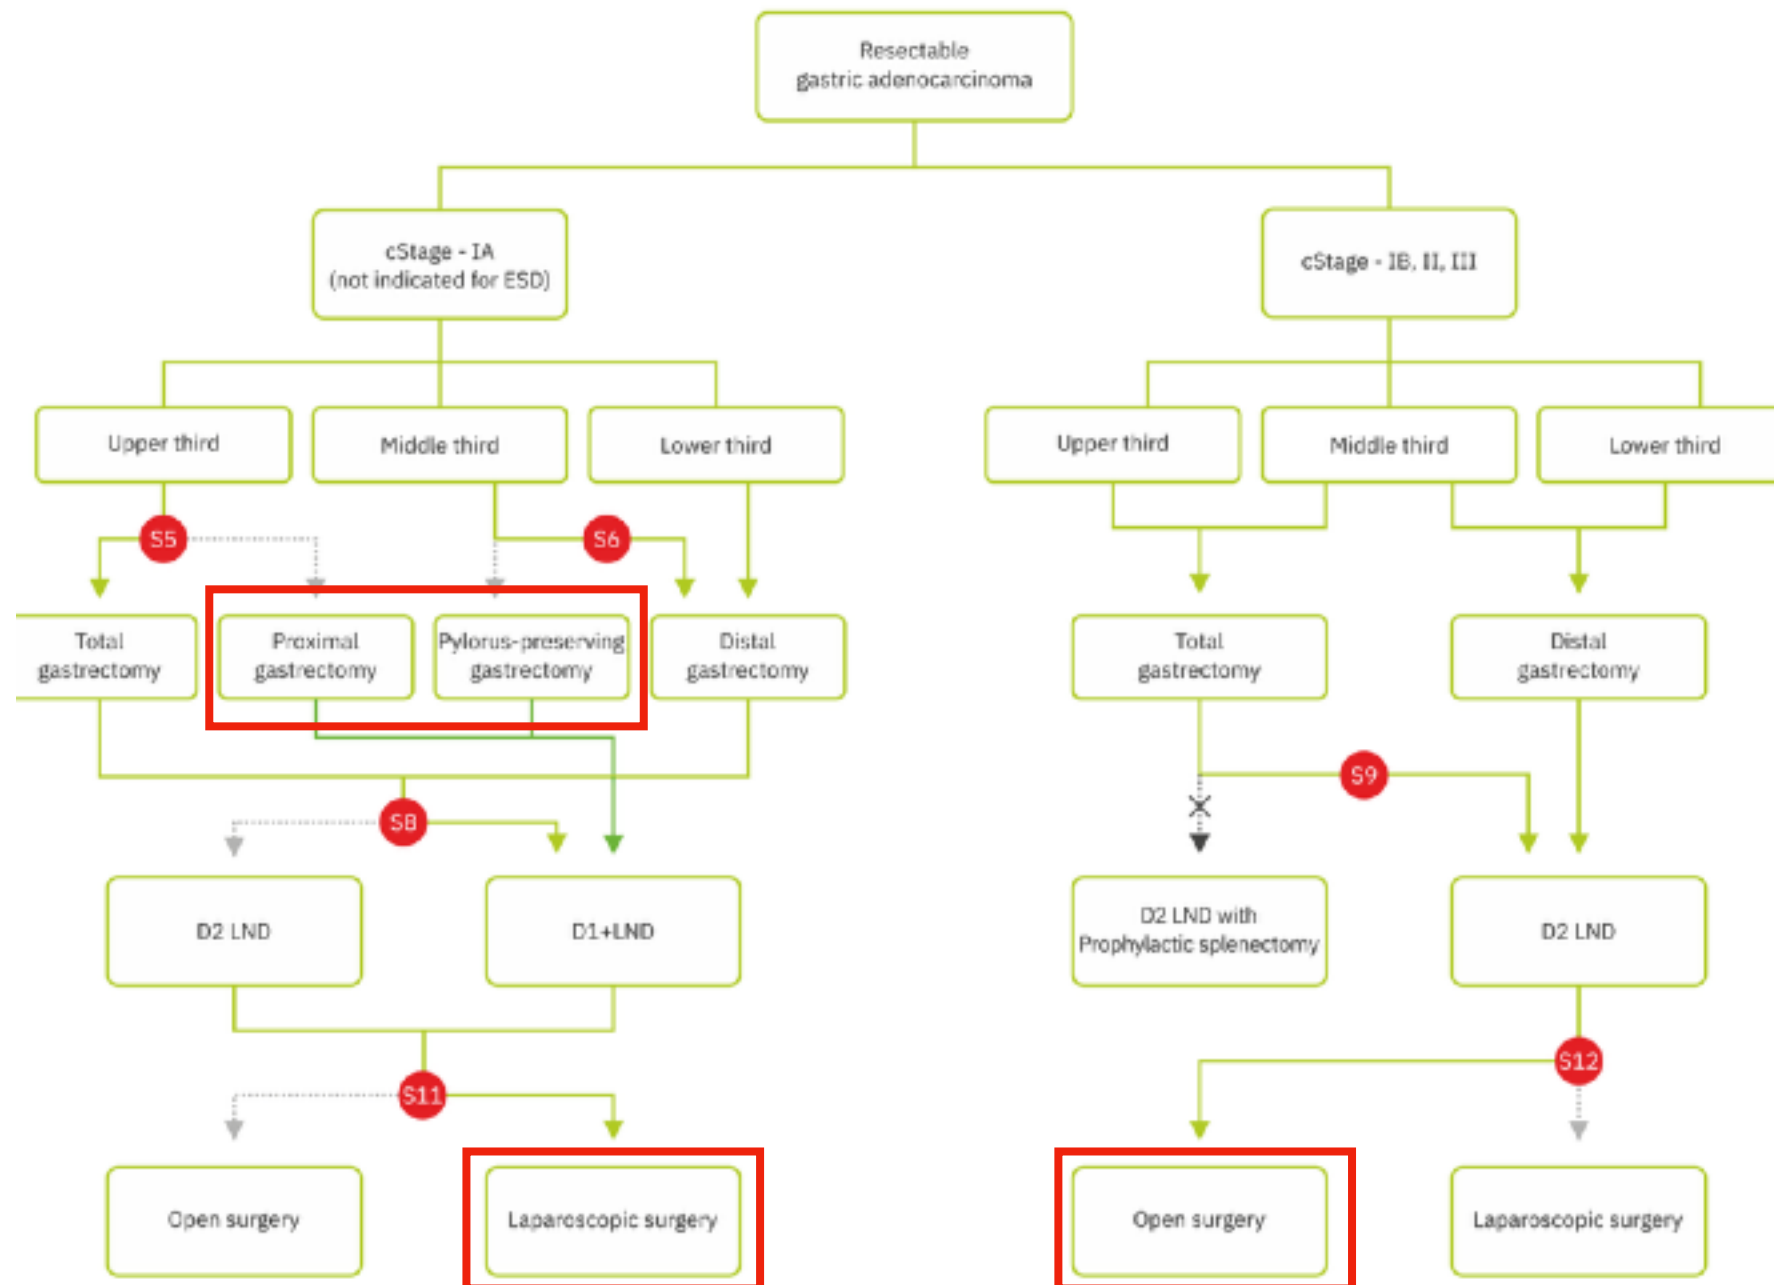 Resectable
gastric adenocarcinoma
cStage - IA
(not indicated for ESD)
cStage - IB, II, III
Upper third
Middle third
Lower third
Upper third
Middle third
Lower third
S5
S6
Total
gastrectomy
Proximal
gastrectomy
Pylorus-preserving
gastrectomy
Distal
gastrectomy
Total
gastrectomy
Distal
gastrectomy
S8
S9
D2 LND
D1+LND
D2 LND with
Prophylactic splenectomy
D2 LND
S11
S12
Open surgery
Laparoscopic surgery
Open surgery
Laparoscopic surgery